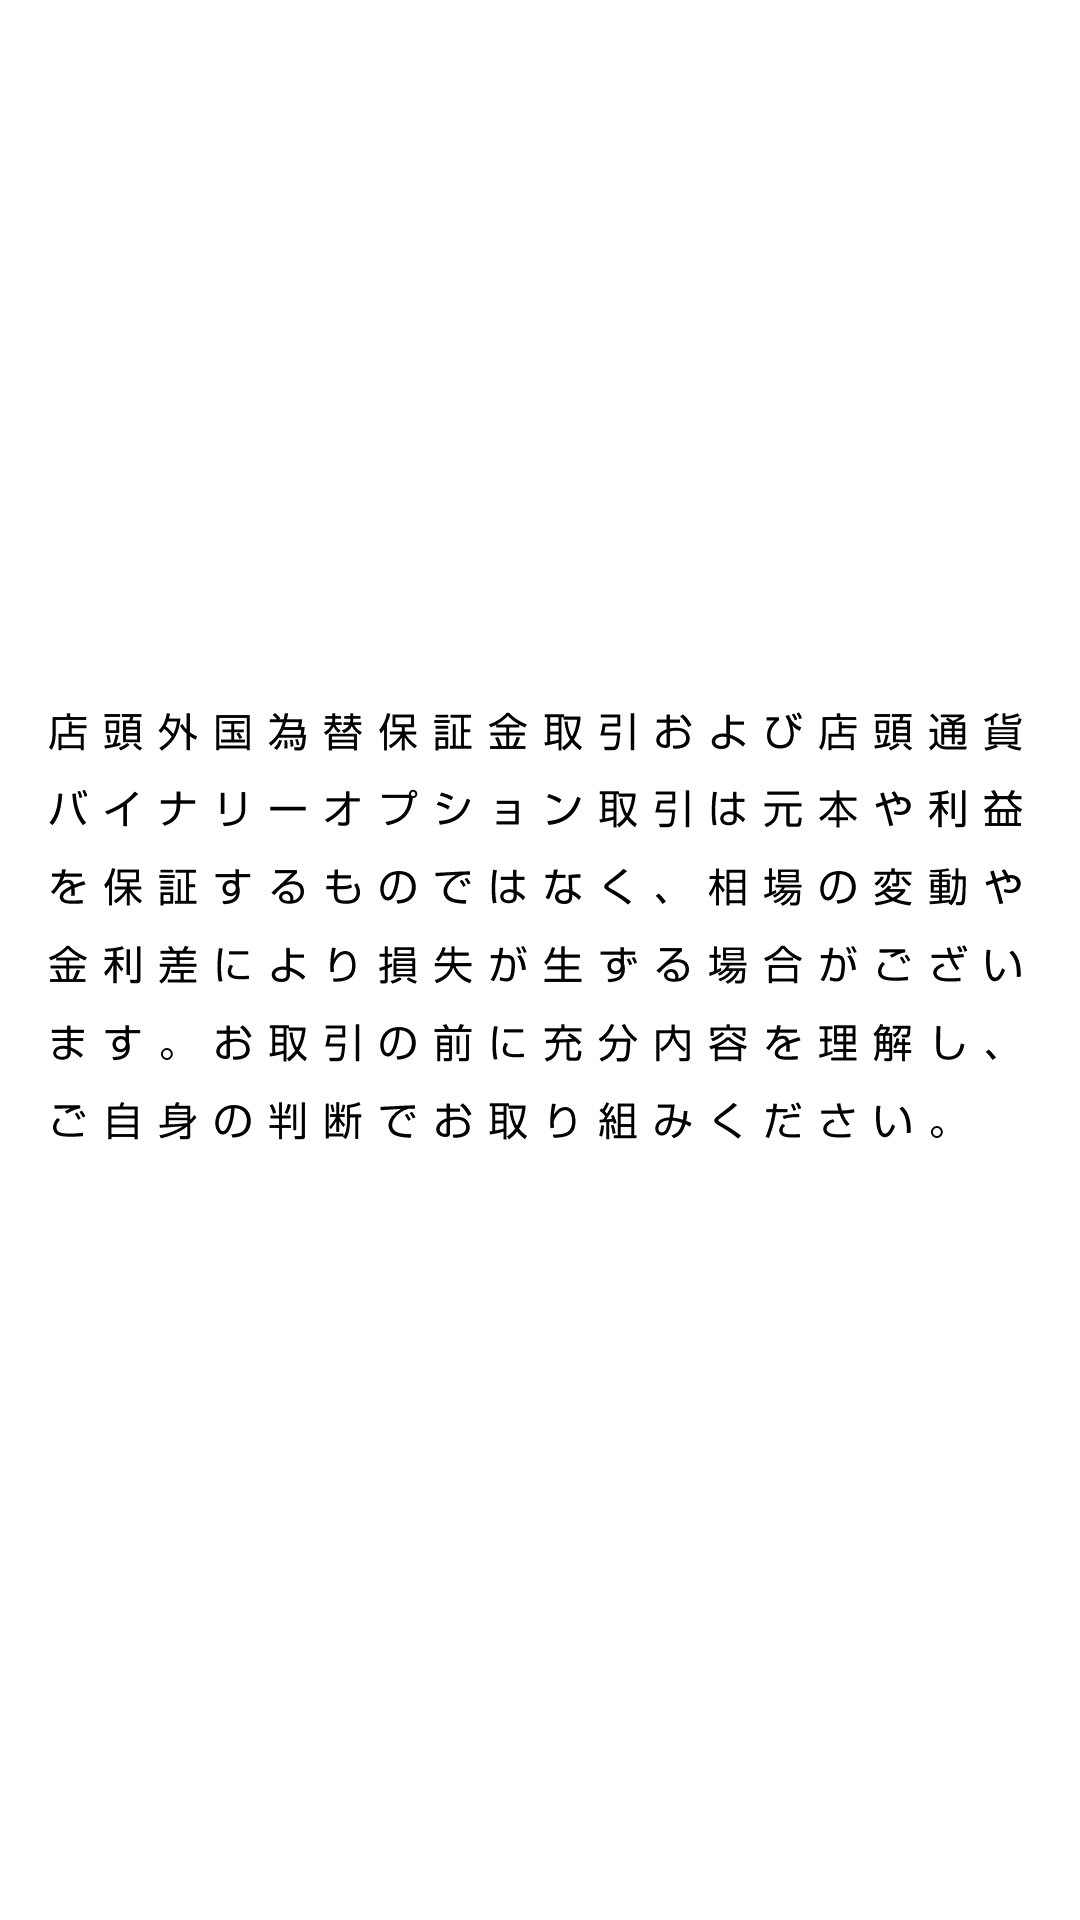 店頭外国為替保証金取引および店頭通貨
バイナリーオプション取引は元本や利益
を保証するものではなく、相場の変動や
金利差により損失が生ずる場合がござい
ます。お取引の前に充分内容を理解し、
ご自身の判断でお取り組みください。